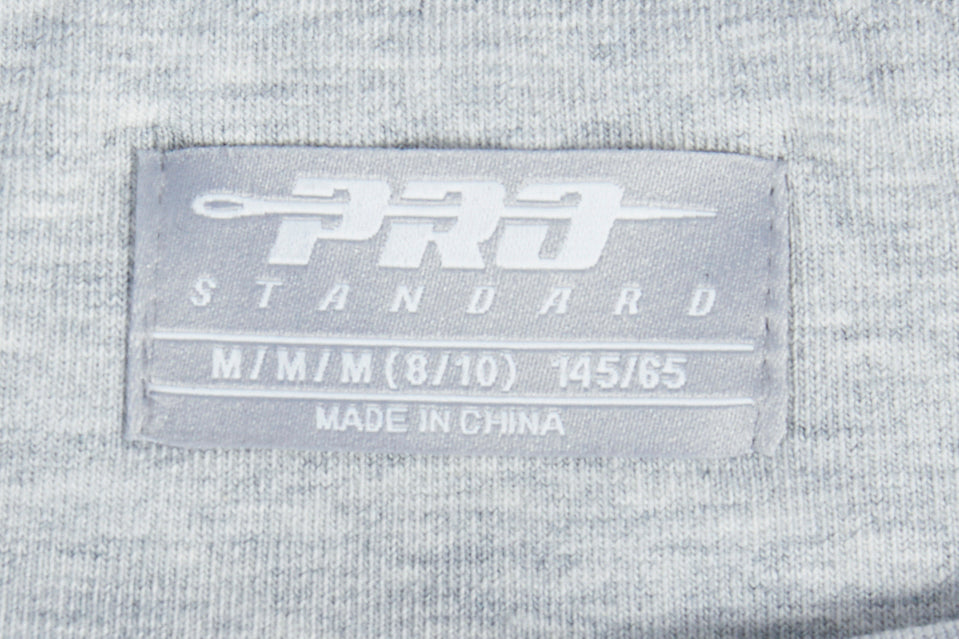 PRO
STANDARD
M/M/M (8/10) 145/65
MADE IN CHINA